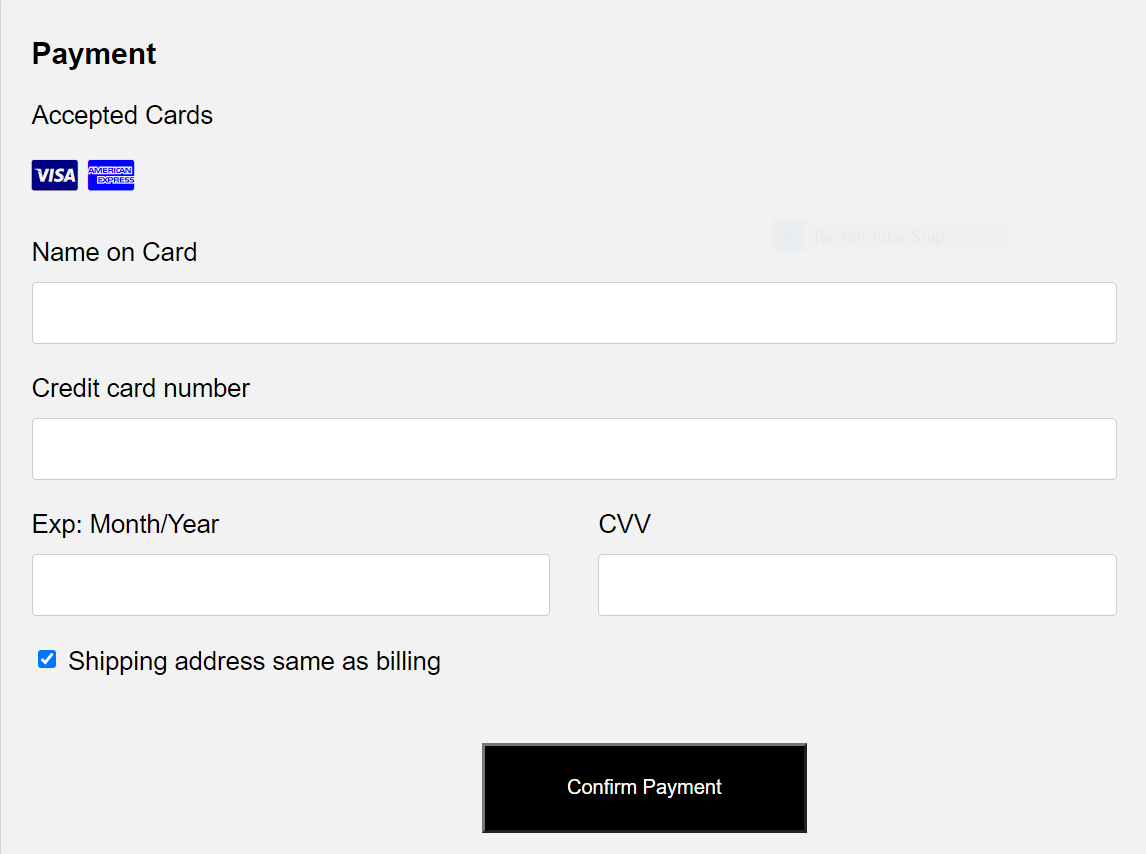 Payment
Accepted Cards
VISA AMERICAN EXPRESS
Name on Card
Rectangular Snip
Credit card number
Exp: Month/Year CVV
Shipping address same as billing
Confirm Payment